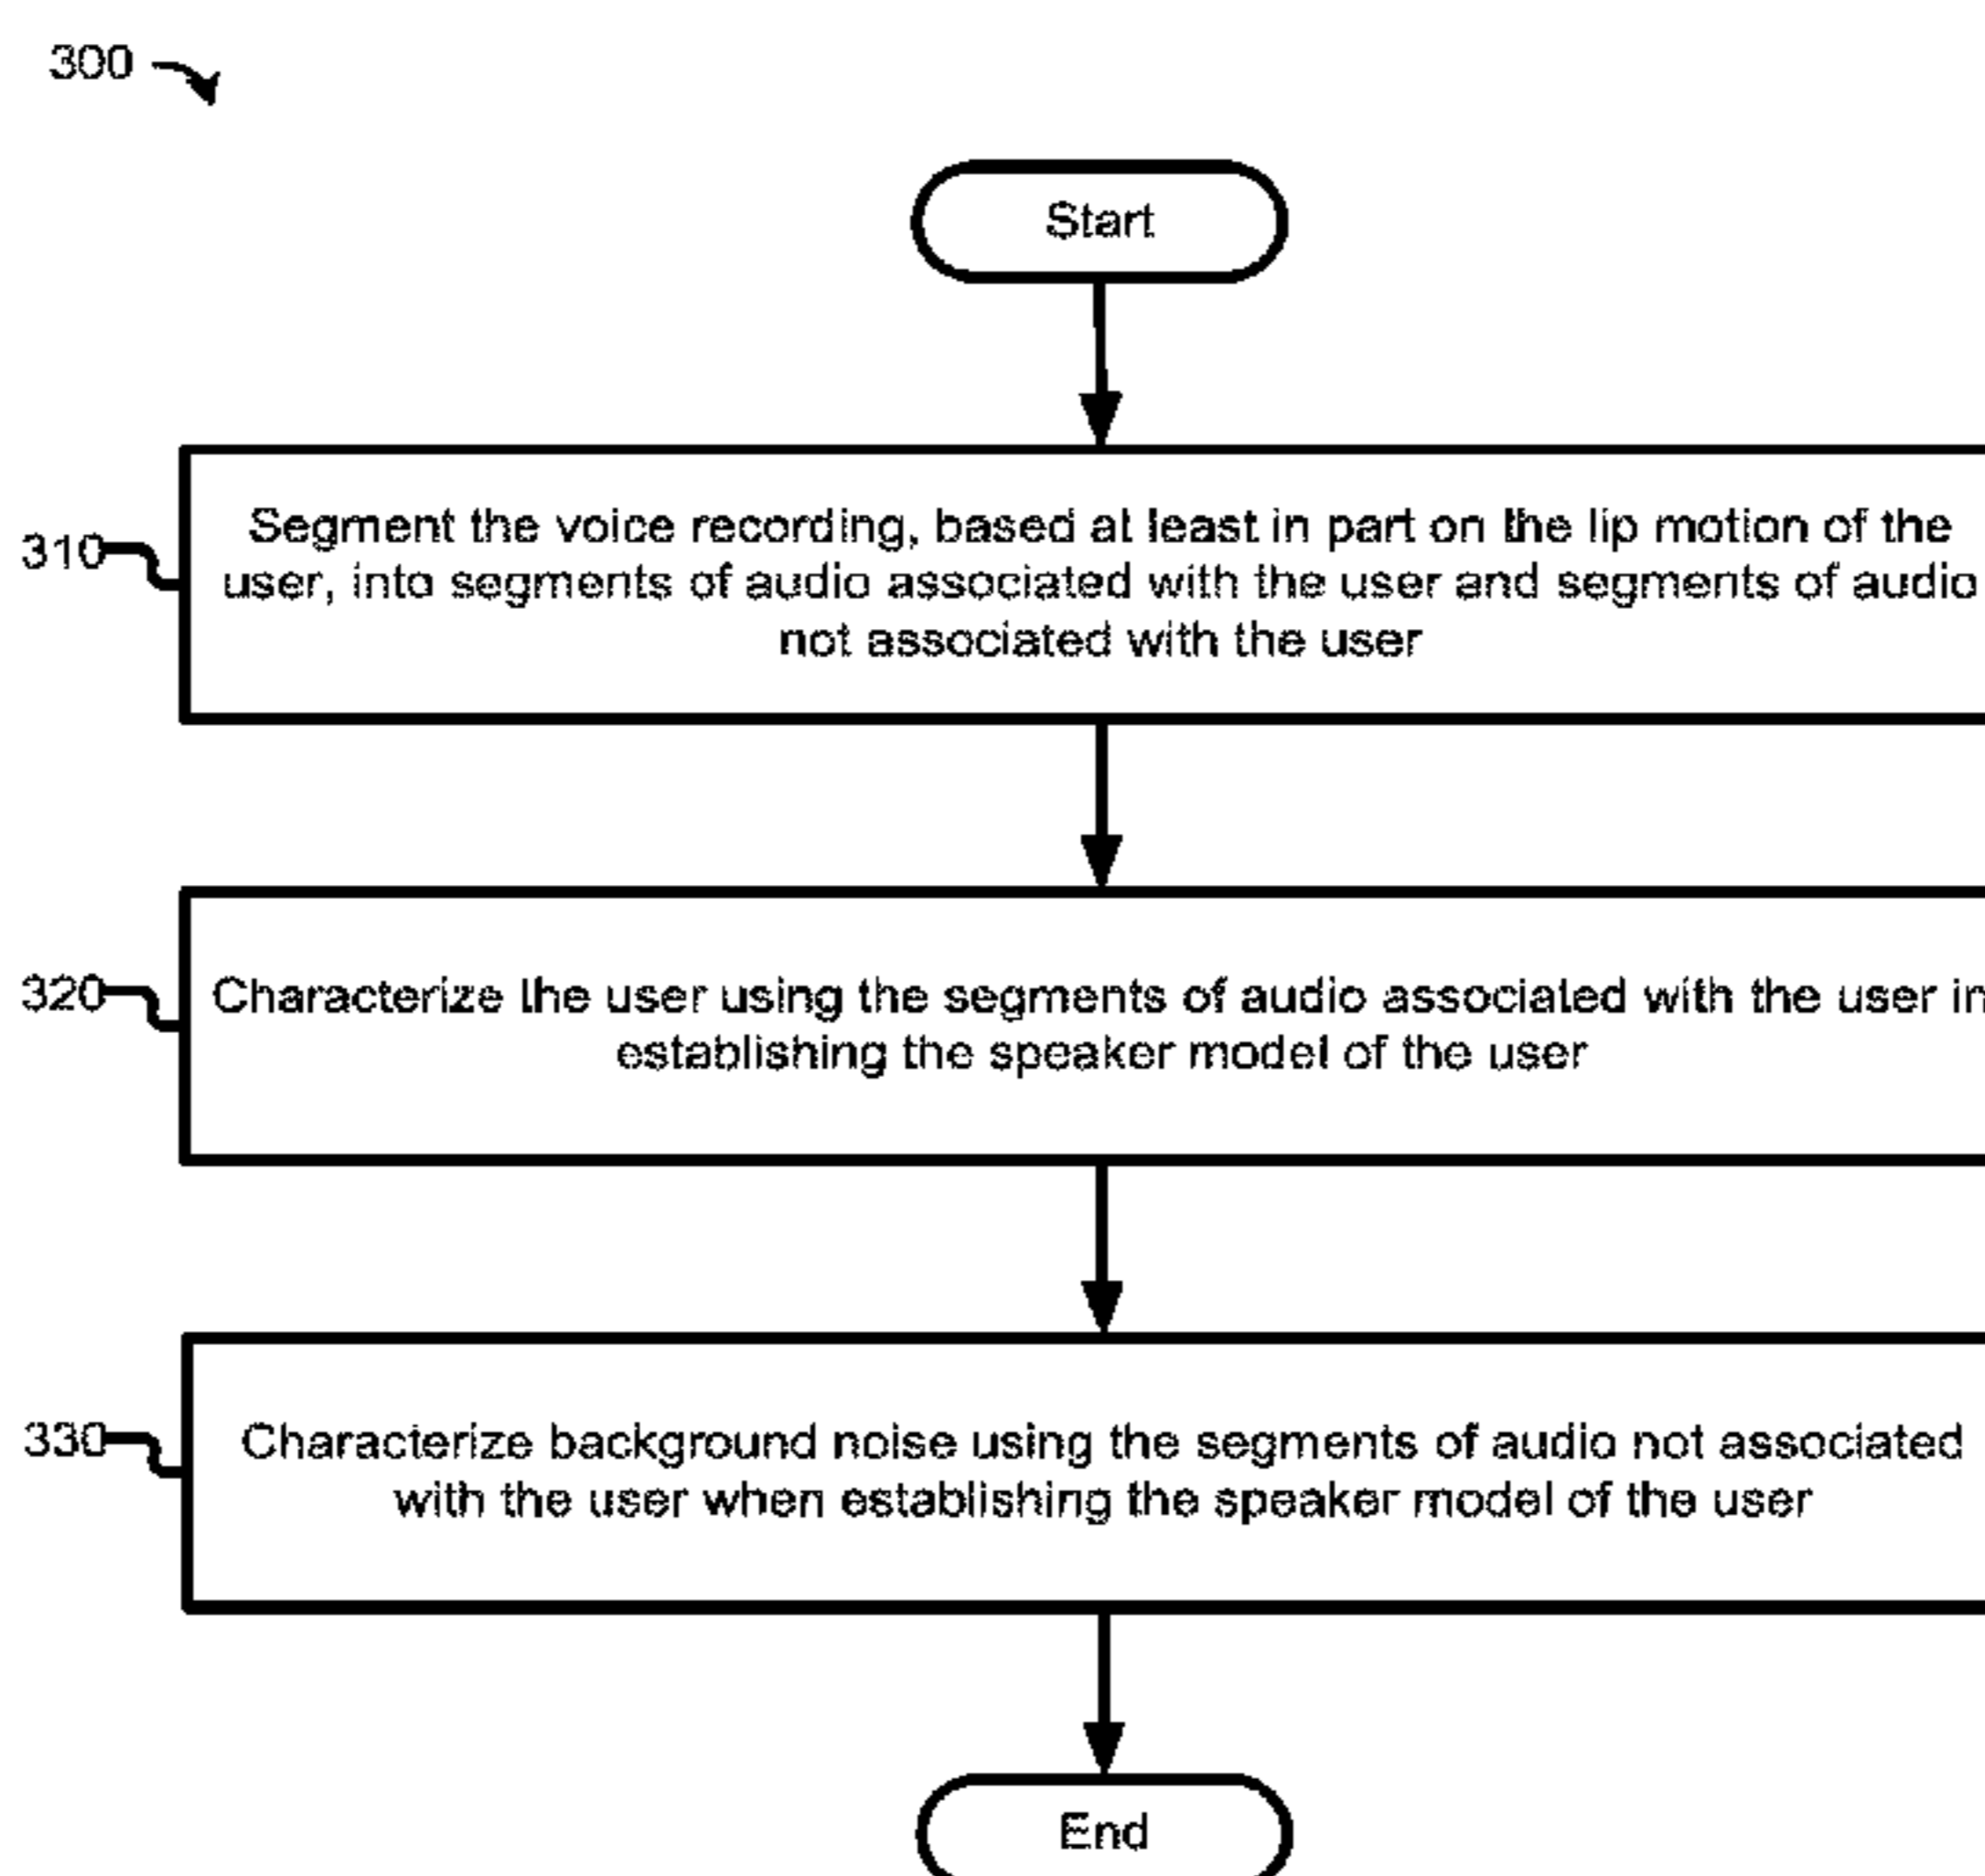 300
Start
310
Segment the voice recording, based at least in part on the lip motion of the
user, into segments of audio associated with the user and segments of audio
not associated with the user
320
Characterize the user using the segments of audio associated with the user in
establishing the speaker model of the user
330
Characterize background noise using the segments of audio not associated
with the user when establishing the speaker model of the user
End